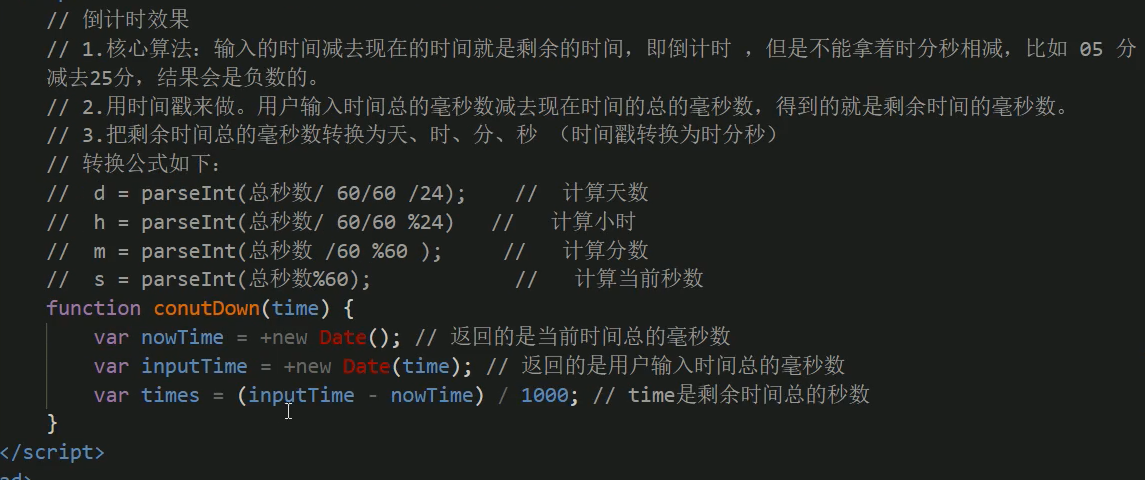 // 倒计时效果
// 1.核心算法：输入的时间减去现在的时间就是剩余的时间，即倒计时 ，但是不能拿着时分秒相减，比如 05 分
减去25分，结果会是负数的。
// 2.用时间戳来做。用户输入时间总的毫秒数减去现在时间的总的毫秒数，得到的就是剩余时间的毫秒数。
// 3.把剩余时间总的毫秒数转换为天、时、分、秒 （时间戳转换为时分秒）
// 转换公式如下：
//  d = parseInt(总秒数/ 60/60 /24);    //  计算天数
//  h = parseInt(总秒数/ 60/60 %24)   //   计算小时
//  m = parseInt(总秒数 /60 %60 );     //   计算分数
//  s = parseInt(总秒数%60);            //   计算当前秒数
function conutDown(time) {
    var nowTime = +new Date(); // 返回的是当前时间总的毫秒数
    var inputTime = +new Date(time); // 返回的是用户输入时间总的毫秒数
    var times = (inputTime - nowTime) / 1000; // time是剩余时间总的秒数
}
</script>